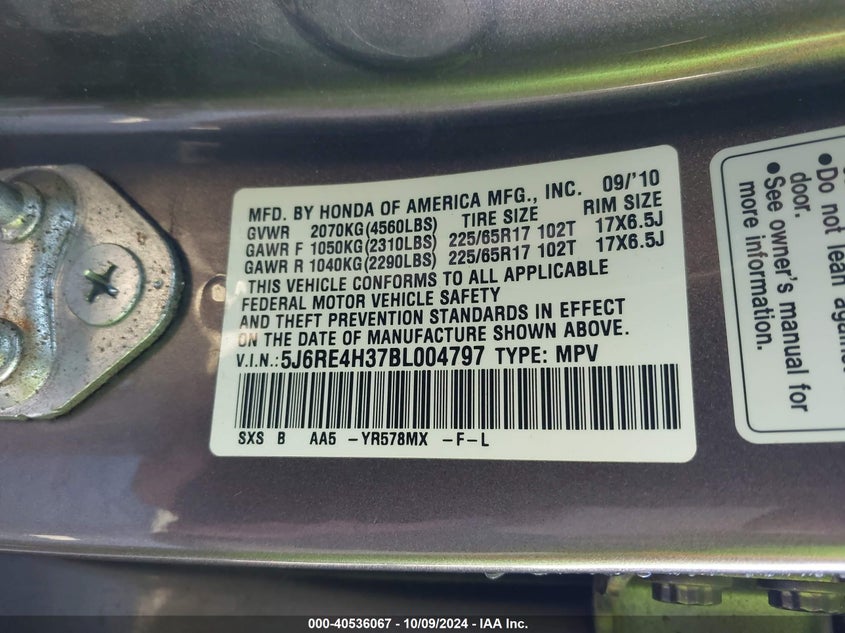 MFD. BY HONDA OF AMERICA MFG., INC. 09/'10
GVWR 2070KG(4560LBS) TIRE SIZE RIM SIZE
GAWR F 1050KG(2310LBS) 225/65R17 102T 17X6.5J
GAWR R 1040KG(2290LBS) 225/65R17 102T 17X6.5J
THIS VEHICLE CONFORMS TO ALL APPLICABLE
FEDERAL MOTOR VEHICLE SAFETY
AND THEFT PREVENTION STANDARDS IN EFFECT
ON THE DATE OF MANUFACTURE SHOWN ABOVE.
V.I.N.: 5J6RE4H37BL004797 TYPE: MPV
SXS B AA5 -YR578MX -F-L
•Do not lean against
door.
•See owner's manual for
more information.
000-40536067 - 10/09/2024 - IAA Inc.